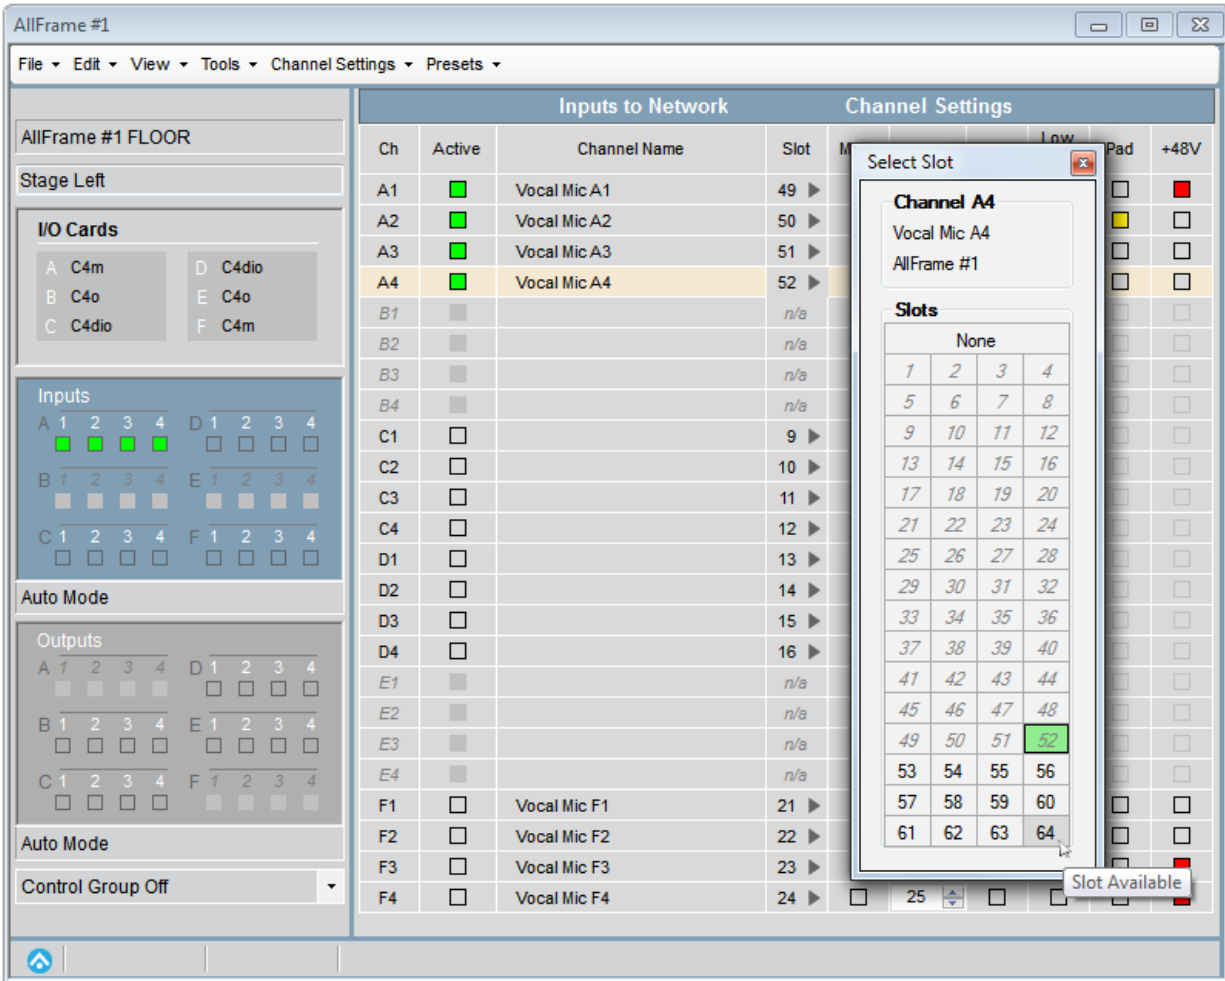 AllFrame #1
File Edit View Tools Channel Settings Presets
AllFrame #1 FLOOR
Stage Left
I/O Cards
A C4m D C4dio
B C4o E C4o
C C4dio F C4m
Inputs
A 1 2 3 4 D 1 2 3 4
B 1 2 3 4 E 1 2 3 4
C 1 2 3 4 F 1 2 3 4
Auto Mode
Outputs
A 1 2 3 4 D 1 2 3 4
B 1 2 3 4 E 1 2 3 4
C 1 2 3 4 F 1 2 3 4
Auto Mode
Control Group Off
Inputs to Network Channel Settings
Ch Active Channel Name Slot Low Pad +48V
A1 Vocal Mic A1 49
A2 Vocal Mic A2 50
A3 Vocal Mic A3 51
A4 Vocal Mic A4 52
B1 n/a
B2 n/a
B3 n/a
B4 n/a
C1 9
C2 10
C3 11
C4 12
D1 13
D2 14
D3 15
D4 16
E1 n/a
E2 n/a
E3 n/a
E4 n/a
F1 Vocal Mic F1 21
F2 Vocal Mic F2 22
F3 Vocal Mic F3 23
F4 Vocal Mic F4 24 25
Select Slot
Channel A4
Vocal Mic A4
AllFrame #1
Slots
None
1 2 3 4
5 6 7 8
9 10 11 12
13 14 15 16
17 18 19 20
21 22 23 24
25 26 27 28
29 30 31 32
33 34 35 36
37 38 39 40
41 42 43 44
45 46 47 48
49 50 51 52
53 54 55 56
57 58 59 60
61 62 63 64
Slot Available